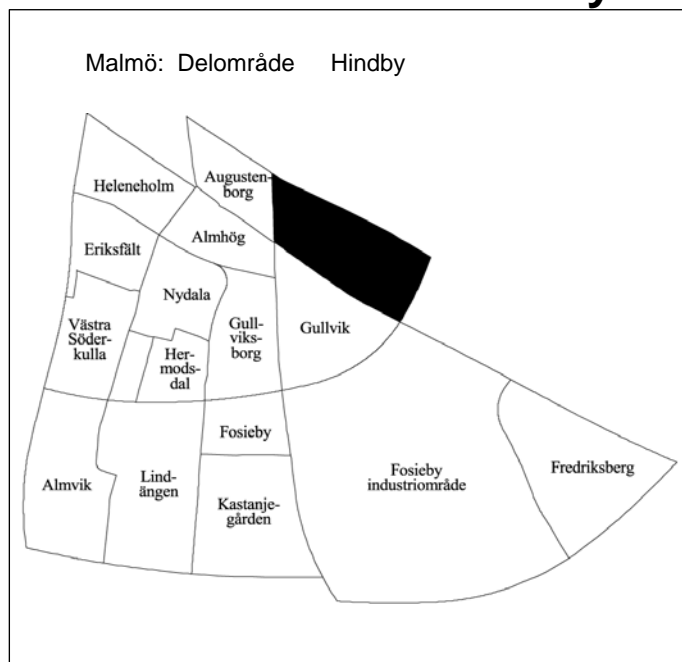 Malmö: Delområde Hindby
Augusten-
borg
Heleneholm
Almhög
Eriksfält
Nydala
Västra
Söder-
kulla
Gull-
viks-
borg
Gullvik
Her-
mods-
dal
Fosieby
Almvik
Lind-
ängen
Kastanje-
gården
Fosieby
industriområde
Fredriksberg